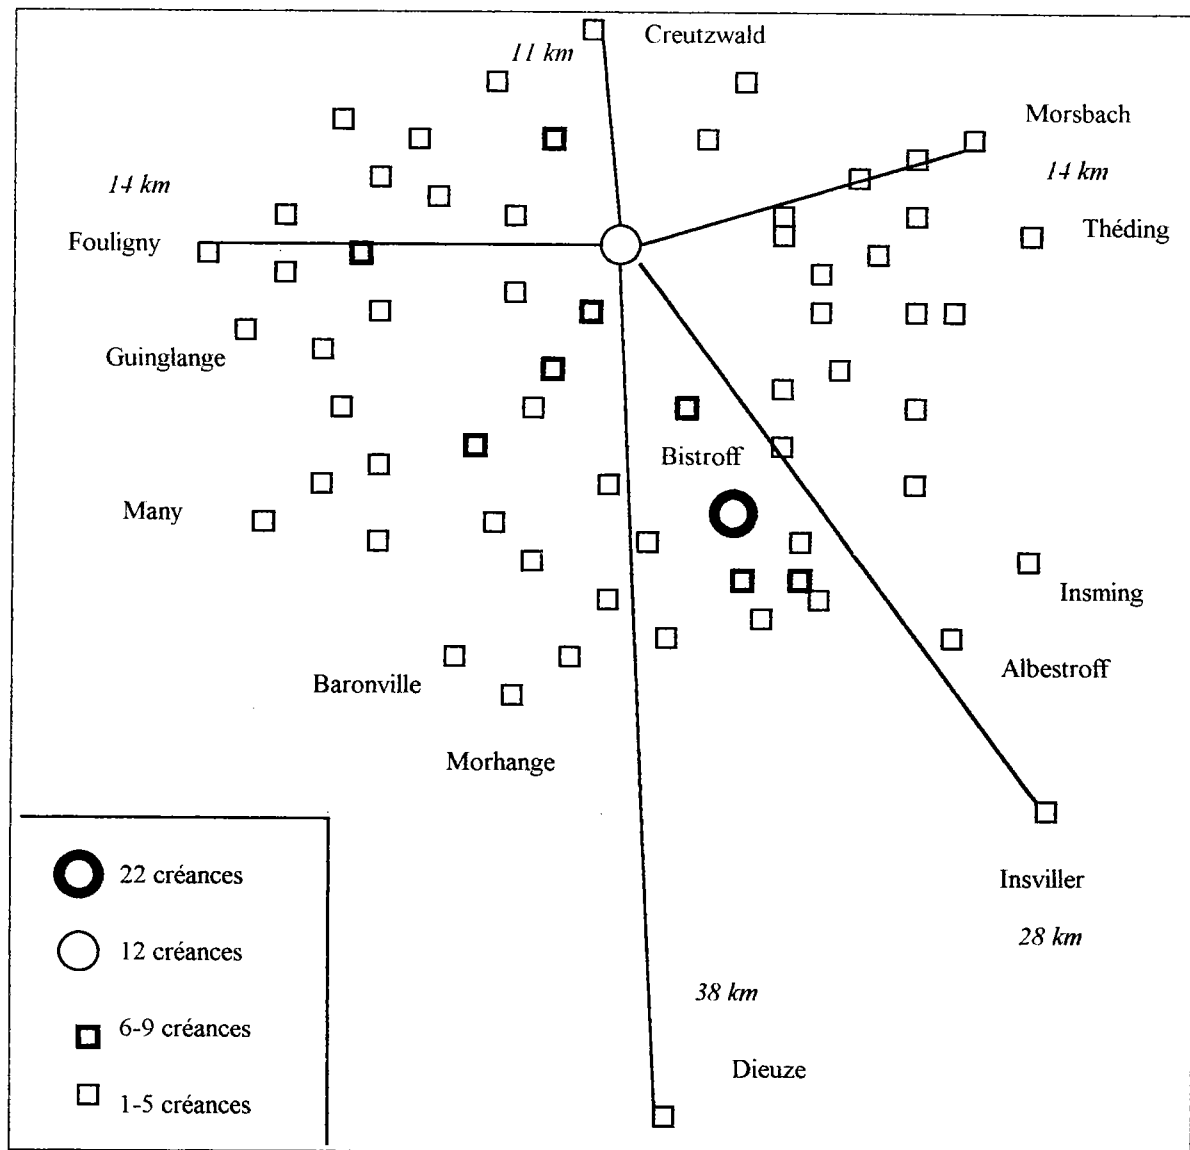 11 km
Creutzwald
Morsbach
14 km
14 km
Fouligny
Théding
Guinglange
Bistroff
Many
Insming
Albestroff
Baronville
Morhange
22 créances
Insviller
12 créances
28 km
38 km
6-9 créances
Dieuze
1-5 créances